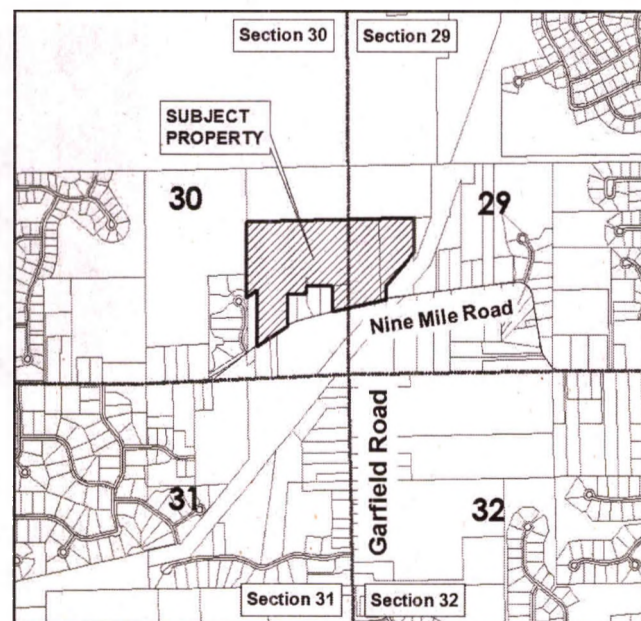 Section 30
Section 29
SUBJECT
PROPERTY
30
29
Nine Mile Road
Garfield Road
31
32
Section 31
Section 32